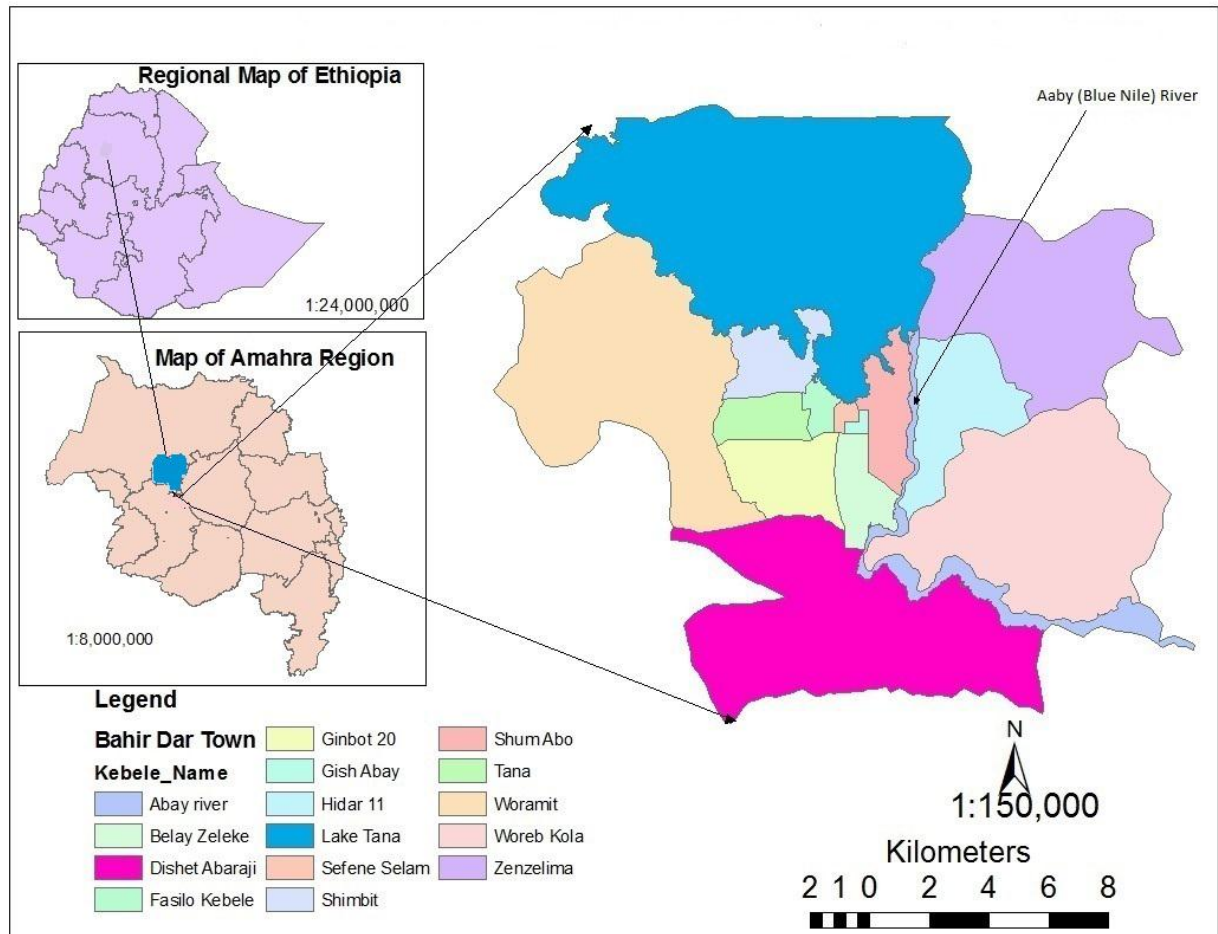 Regional Map of Ethiopia
1:24,000,000
Map of Amahra Region
1:8,000,000
Aaby (Blue Nile) River
Legend
Bahir Dar Town
Kebele_Name
Abay river
Belay Zeleke
Dishet Abaraji
Fasilo Kebele
Ginbot 20
Gish Abay
Hidar 11
Lake Tana
Sefene Selam
Shimbit
Shum Abo
Tana
Woramit
Woreb Kola
Zenzelima
N
1:150,000
Kilometers
2 1 0 2 4 6 8